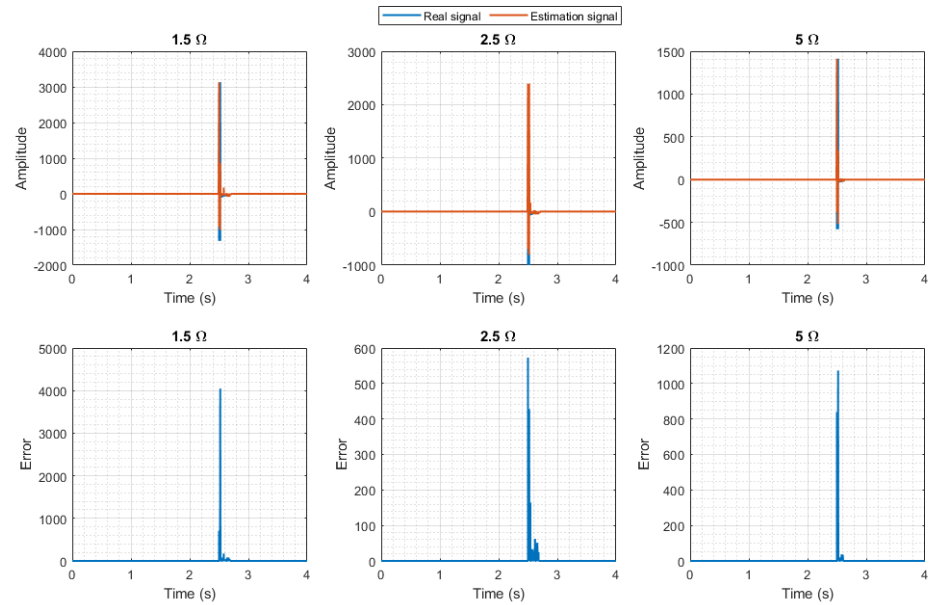 Real signal Estimation signal
1.5 Ω
2.5 Ω
5 Ω
4000
3000
2000
1000
0
-1000
-2000
Amplitude
0 1 2 3 4
Time (s)
3000
2000
1000
0
-1000
Amplitude
0 1 2 3 4
Time (s)
1500
1000
500
0
-500
-1000
Amplitude
0 1 2 3 4
Time (s)
1.5 Ω
2.5 Ω
5 Ω
5000
4000
3000
2000
1000
0
Error
0 1 2 3 4
Time (s)
600
500
400
300
200
100
0
Error
0 1 2 3 4
Time (s)
1200
1000
800
600
400
200
0
Error
0 1 2 3 4
Time (s)